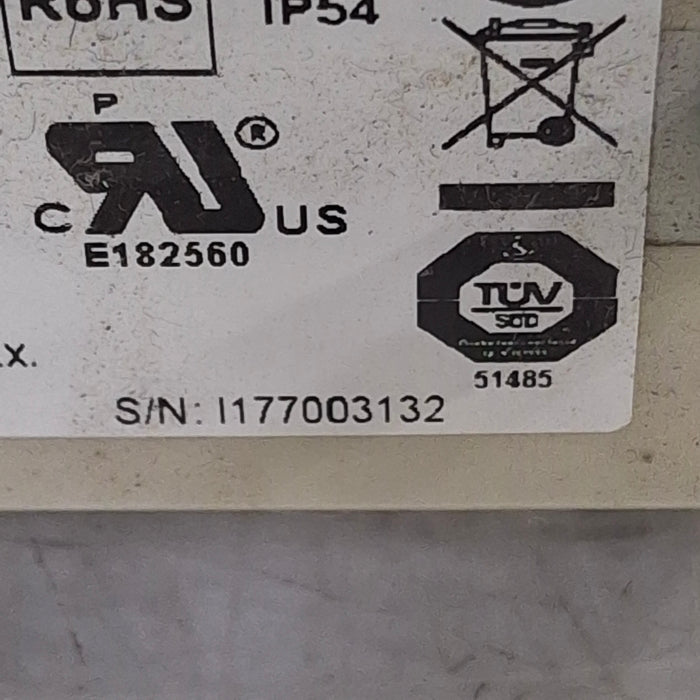 RoHS
IP54
P
®
C US
E182560
S
TÜV
SÜD
51485
.x.
S/N: I177003132